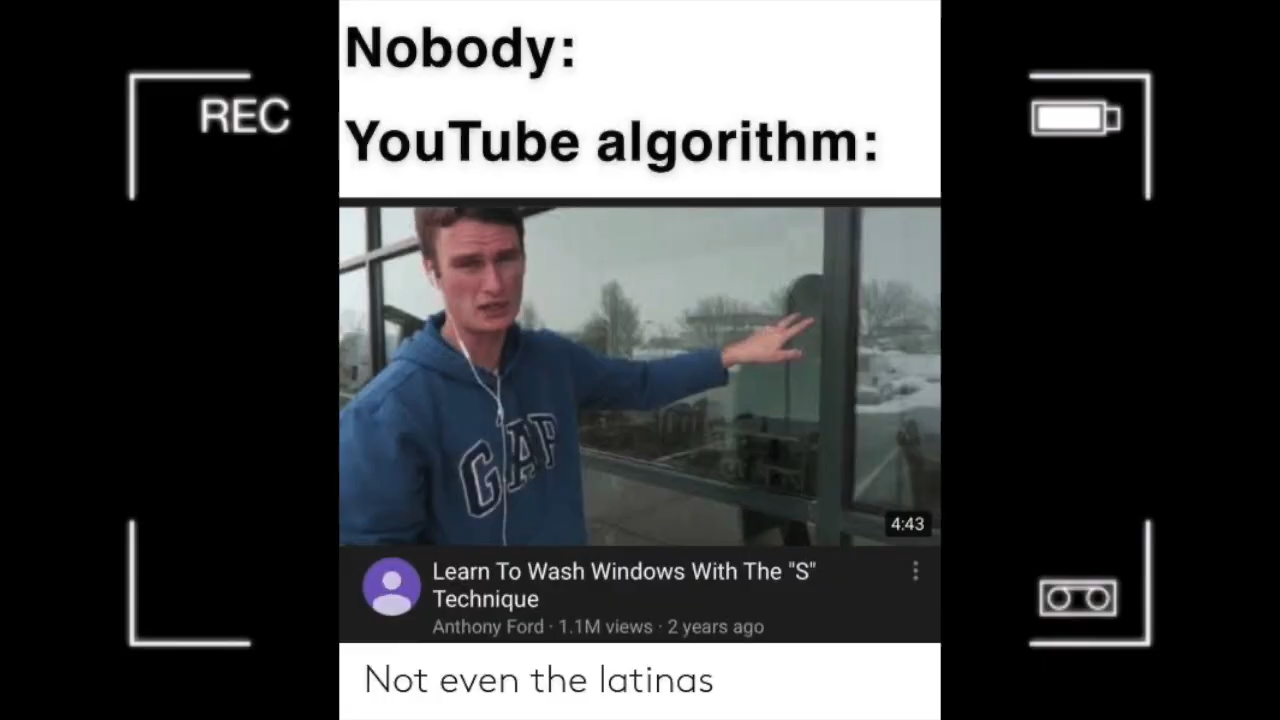 Nobody:
REC
YouTube algorithm:
GAP
4:43
Learn To Wash Windows With The "S"
Technique
Anthony Ford · 1.1M views · 2 years ago
Not even the latinas